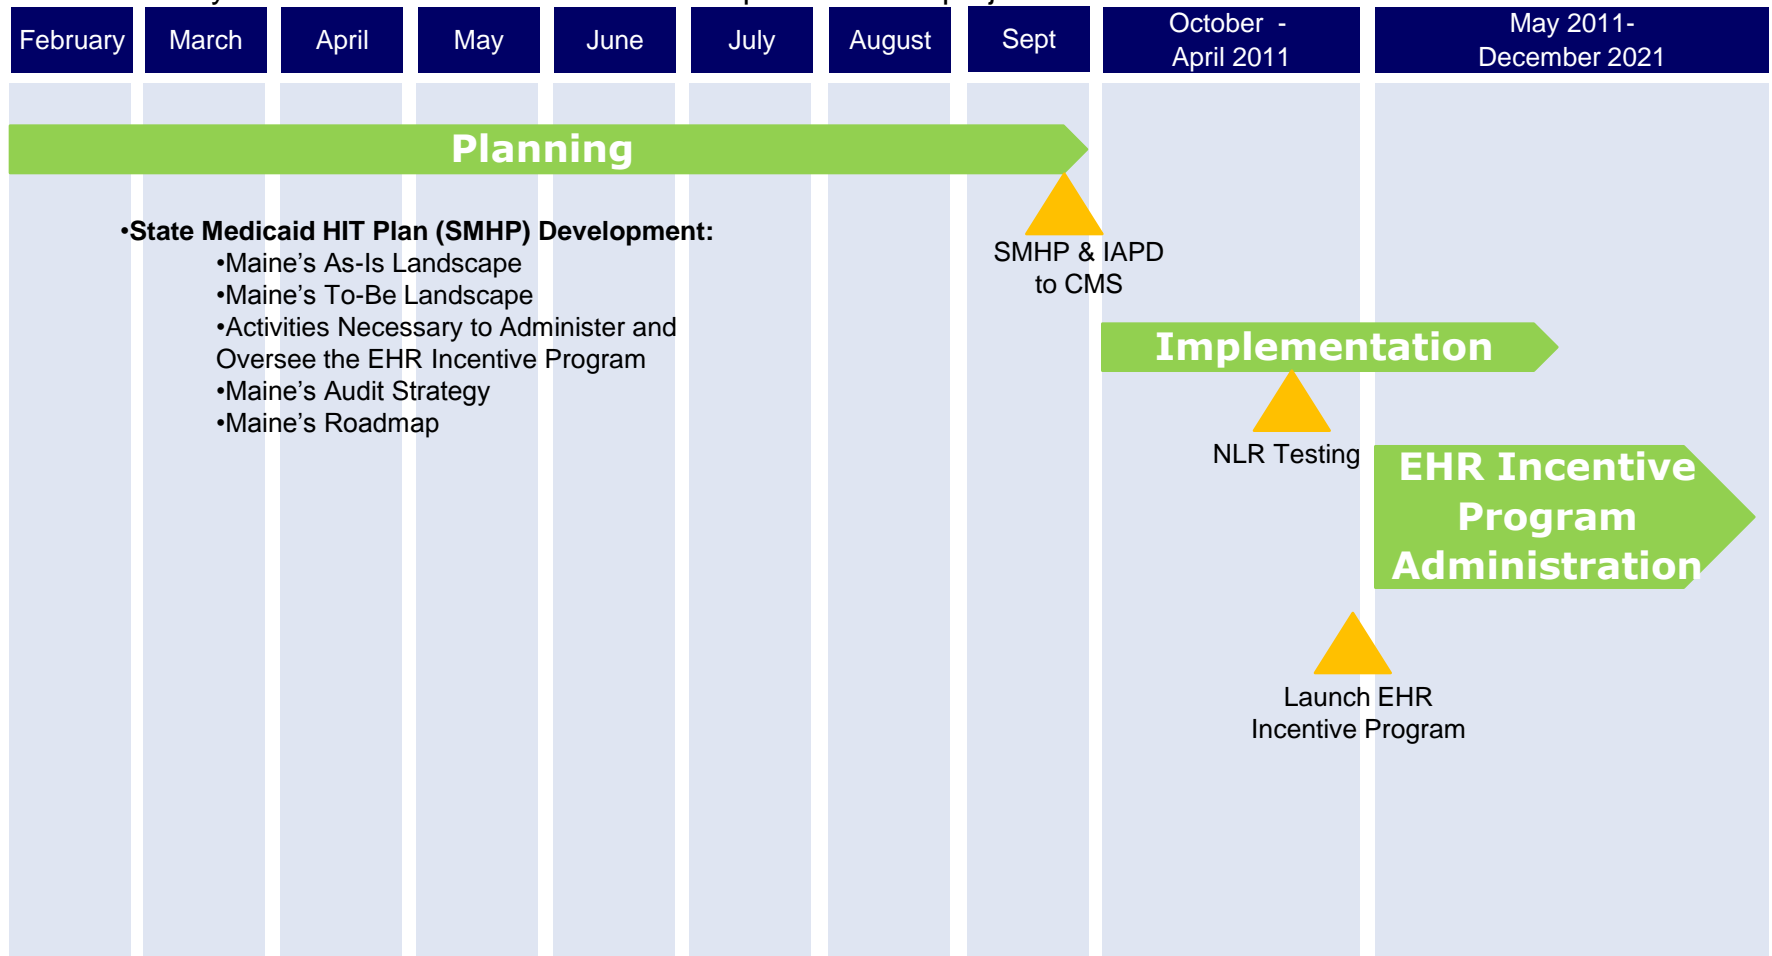 February March April May June July August Sept October - April 2011 May 2011- December 2021
Planning
•State Medicaid HIT Plan (SMHP) Development:
•Maine’s As-Is Landscape
•Maine’s To-Be Landscape
•Activities Necessary to Administer and
Oversee the EHR Incentive Program
•Maine’s Audit Strategy
•Maine’s Roadmap
SMHP & IAPD
to CMS
Implementation
NLR Testing
EHR Incentive
Program
Administration
Launch EHR
Incentive Program